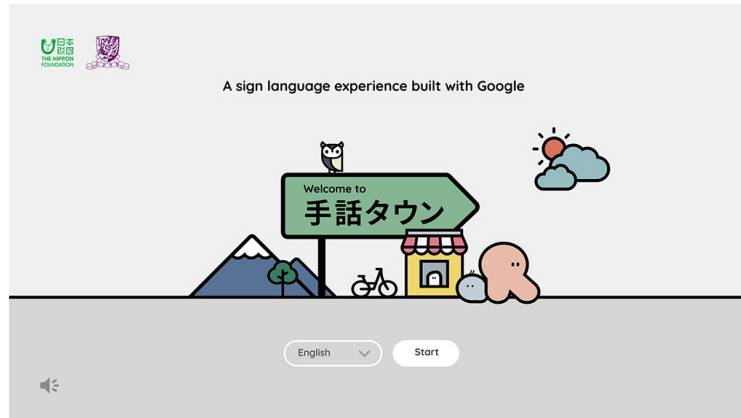 日本
財団
THE NIPPON
FOUNDATION
A sign language experience built with Google
Welcome to
手話タウン
English
Start